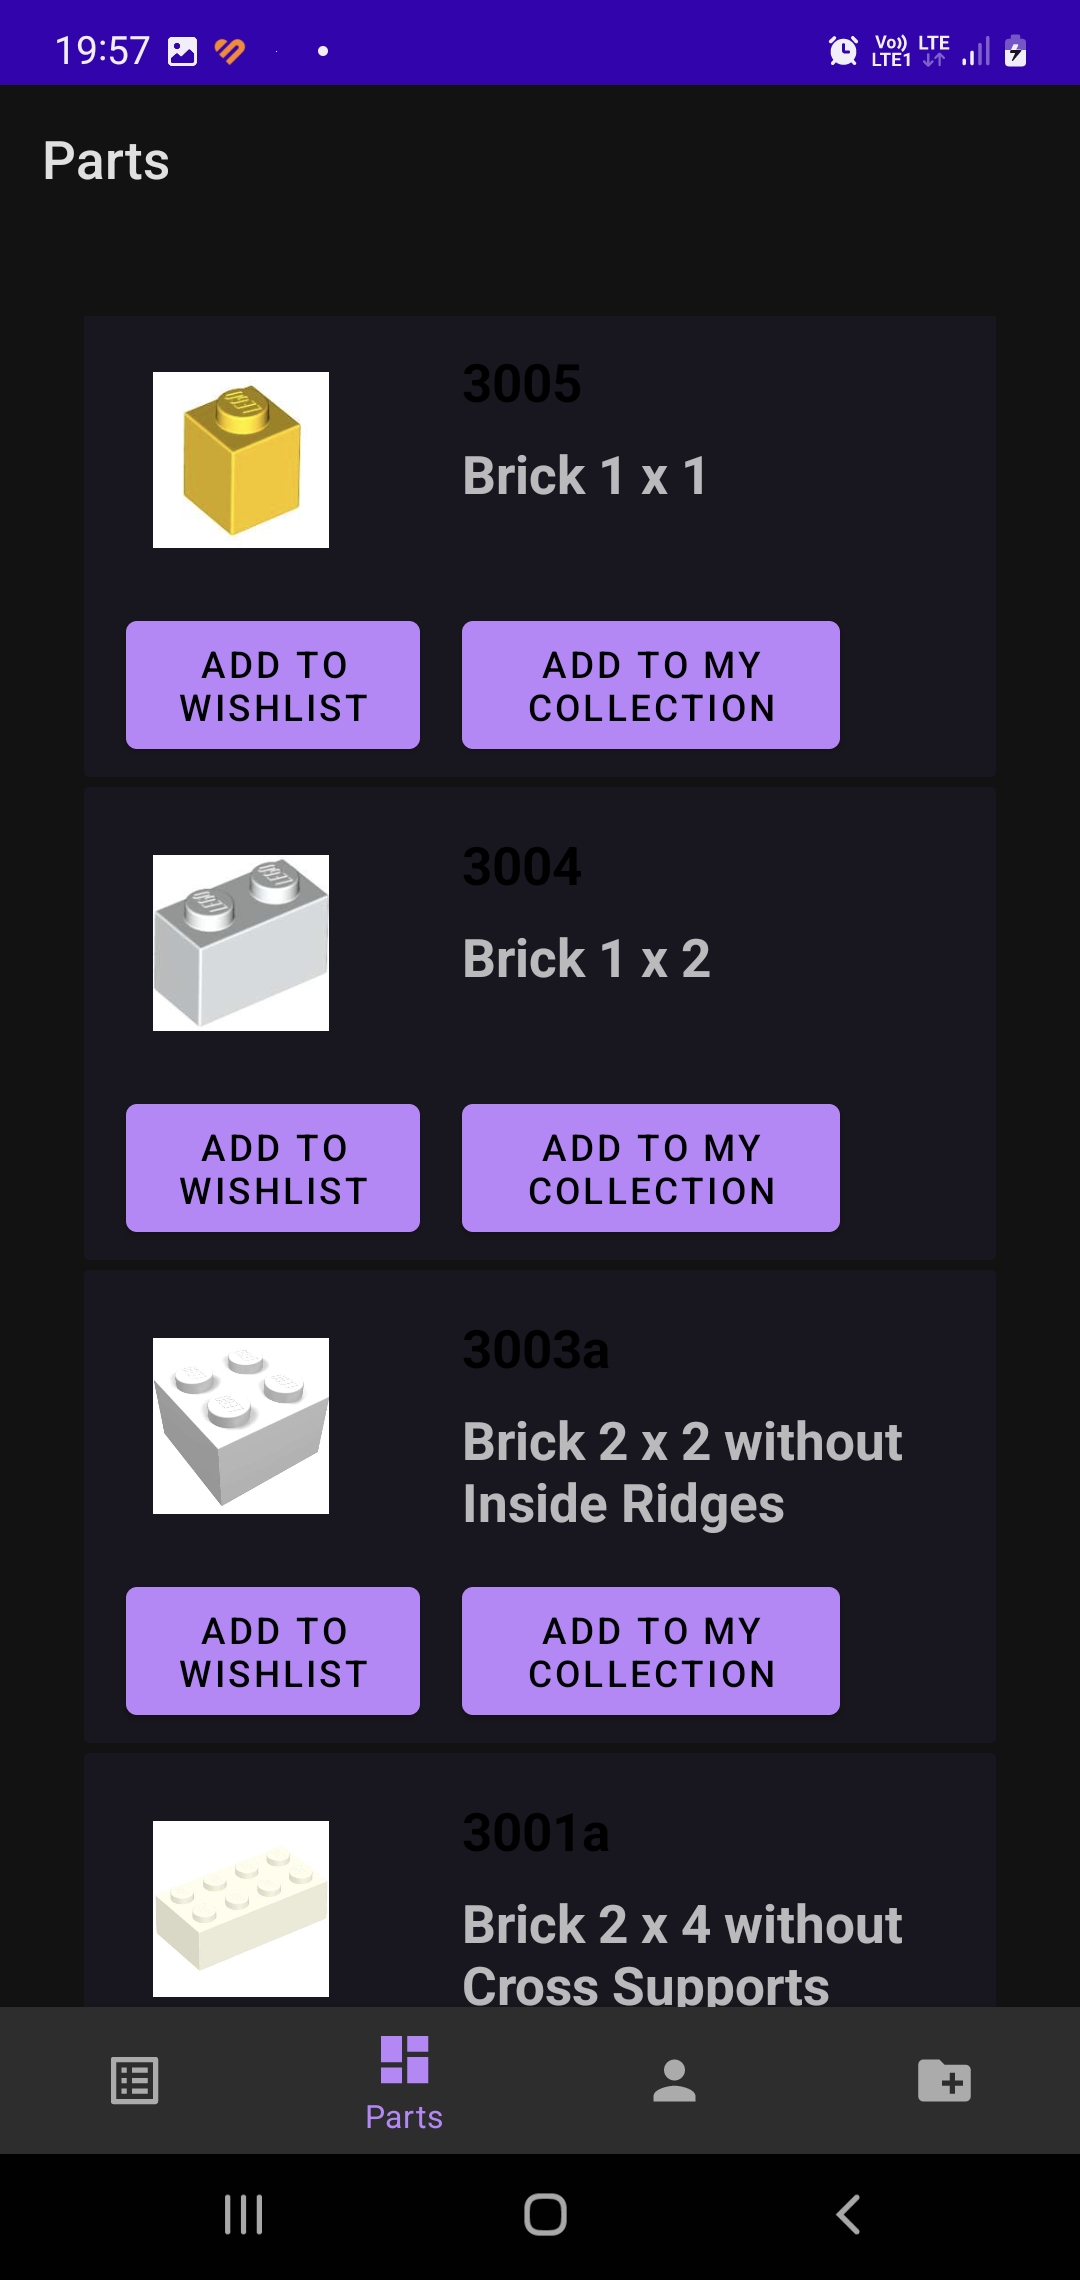 19:57
Vo)) LTE
LTE1
Parts
3005
Brick 1 x 1
ADD TO
WISHLIST
ADD TO MY
COLLECTION
3004
Brick 1 x 2
ADD TO
WISHLIST
ADD TO MY
COLLECTION
3003a
Brick 2 x 2 without
Inside Ridges
ADD TO
WISHLIST
ADD TO MY
COLLECTION
3001a
Brick 2 x 4 without
Cross Supports
Parts